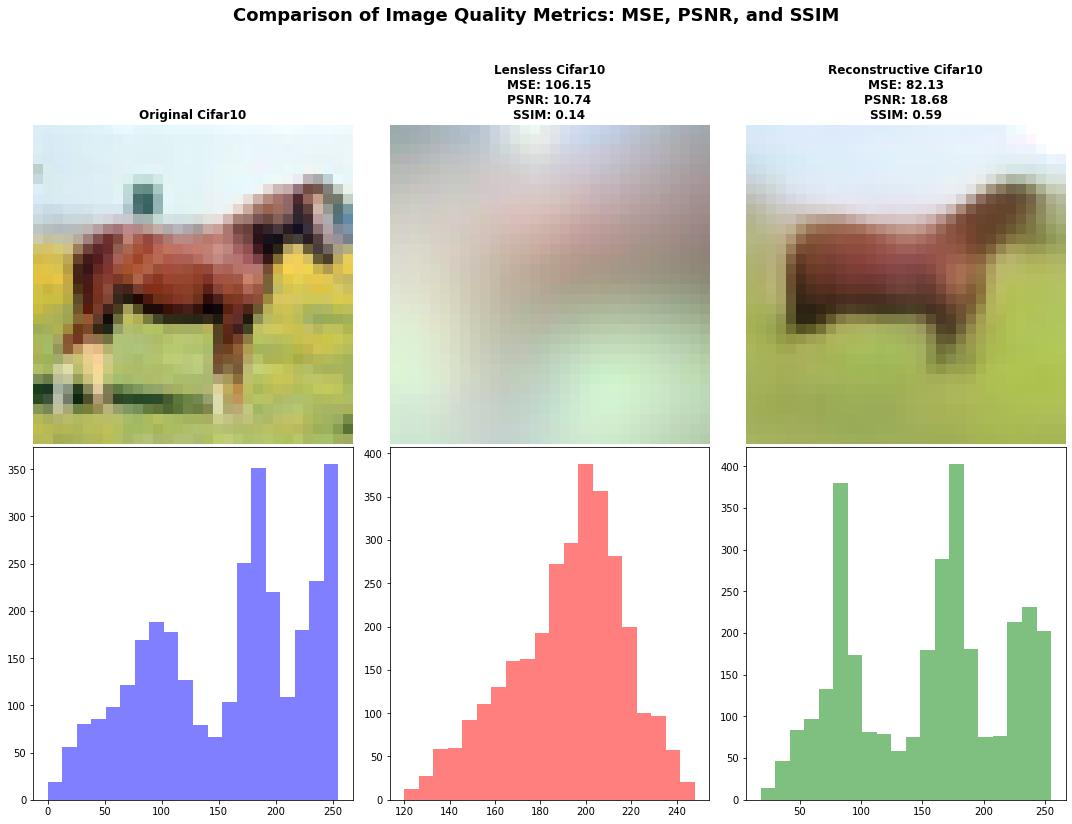 Comparison of Image Quality Metrics: MSE, PSNR, and SSIM
Original Cifar10
Lensless Cifar10
MSE: 106.15
PSNR: 10.74
SSIM: 0.14
Reconstructive Cifar10
MSE: 82.13
PSNR: 18.68
SSIM: 0.59
350
300
250
200
150
100
50
0
0 50 100 150 200 250
400
350
300
250
200
150
100
50
0
120 140 160 180 200 220 240
400
350
300
250
200
150
100
50
0
50 100 150 200 250